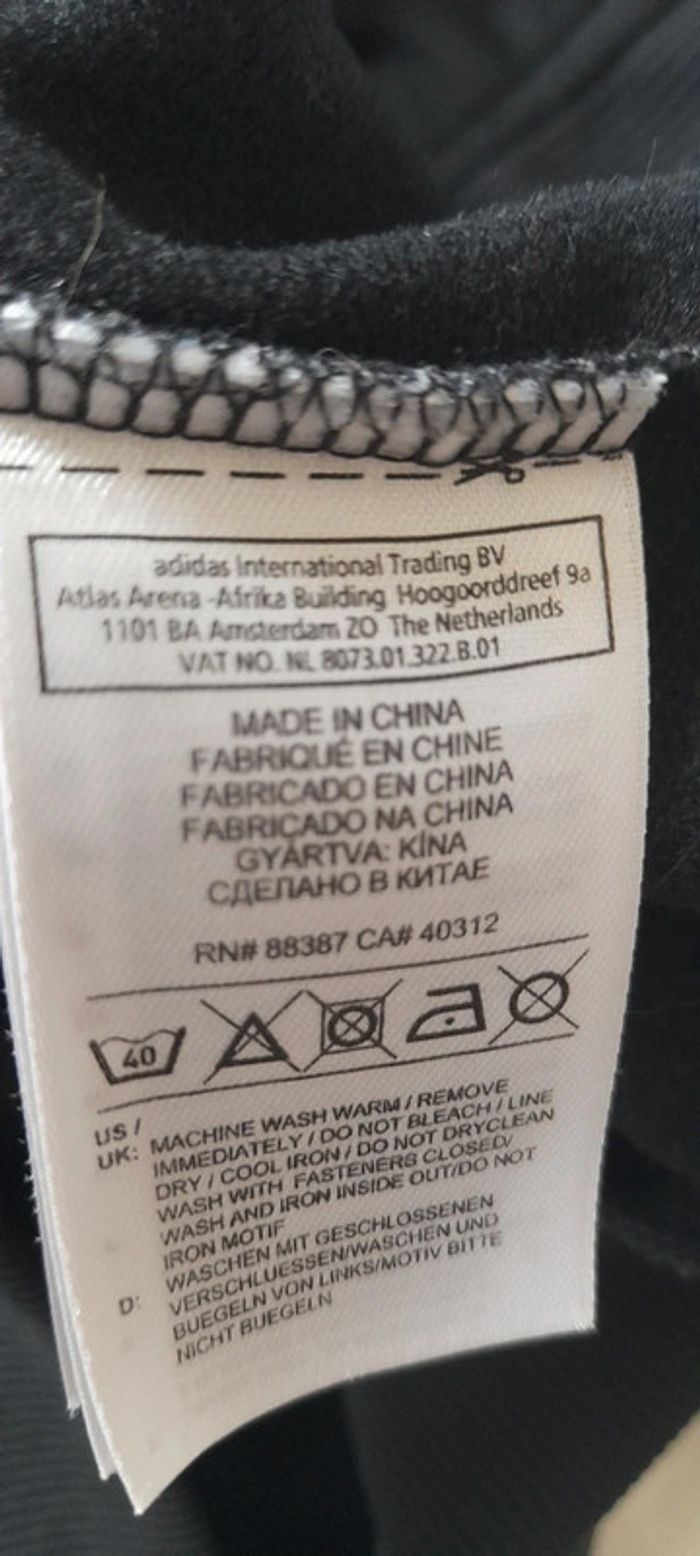 adidas International Trading BV
Atlas Arena -Afrika Building Hoogoorddreef 9a
1101 BA Amsterdam ZO The Netherlands
VAT NO. NL 8073.01.322.B.01
MADE IN CHINA
FABRIQUÉ EN CHINE
FABRICADO EN CHINA
FABRICADO NA CHINA
GYÁRTVA: KÍNA
СДЕЛАНО В КИТАЕ
RN# 88387 CA# 40312
40
US /
UK: MACHINE WASH WARM / REMOVE
IMMEDIATELY / DO NOT BLEACH / LINE
DRY / COOL IRON / DO NOT DRYCLEAN
WASH WITH FASTENERS CLOSED/
WASH AND IRON INSIDE OUT/DO NOT
IRON MOTIF
D: WASCHEN MIT GESCHLOSSENEN
VERSCHLUESSEN/WASCHEN UND
BUEGELN VON LINKS/MOTIV BITTE
NICHT BUEGELN